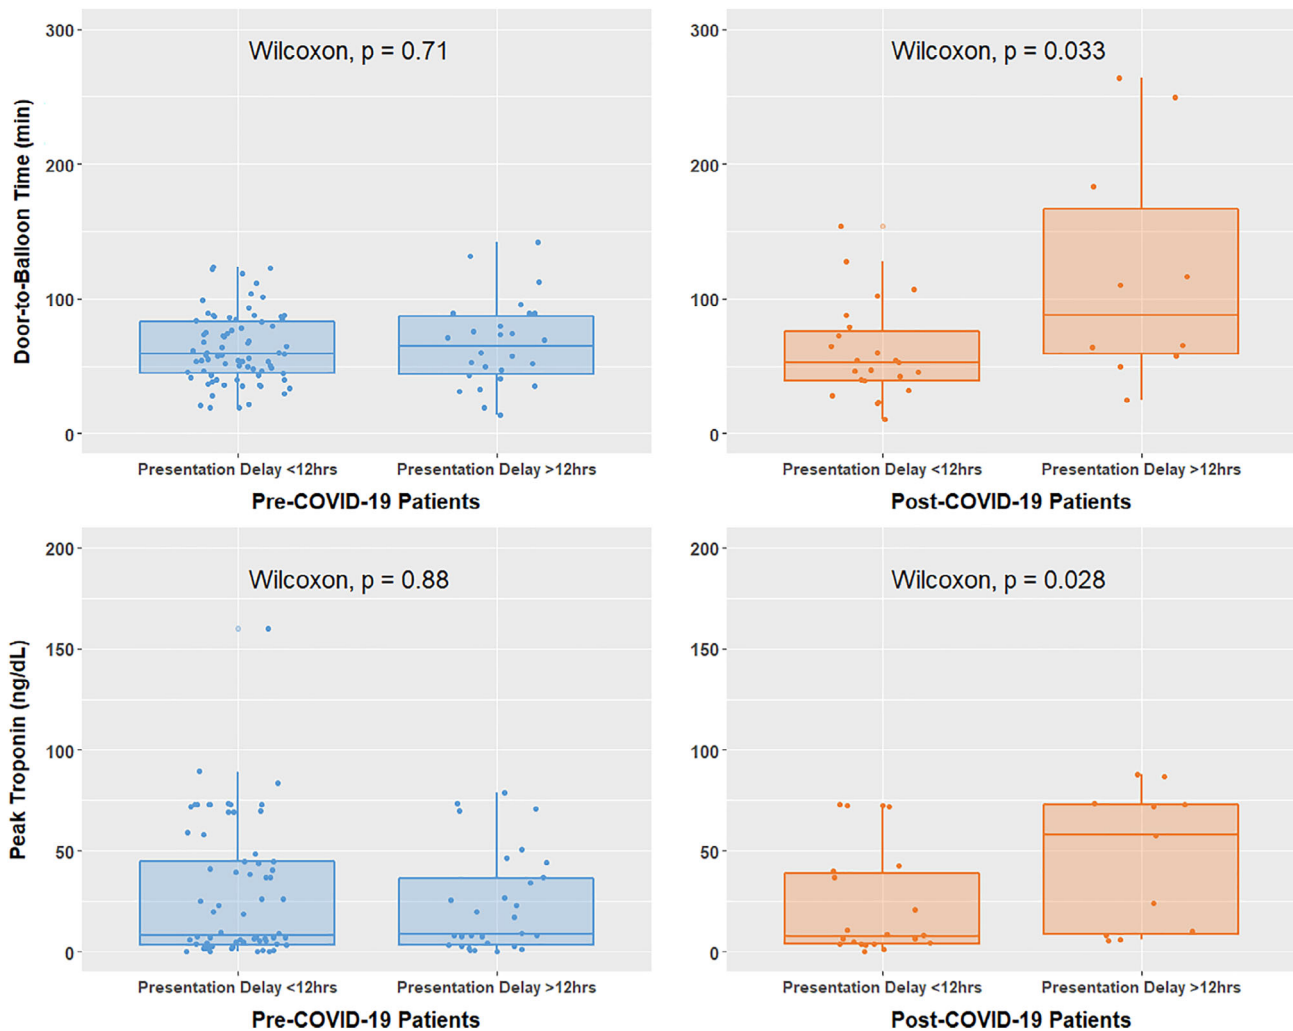 Door-to-Balloon Time (min)
300
200
100
0
Wilcoxon, p = 0.71
Presentation Delay <12hrs
Presentation Delay >12hrs
Pre-COVID-19 Patients
300
200
100
0
Wilcoxon, p = 0.033
Presentation Delay <12hrs
Presentation Delay >12hrs
Post-COVID-19 Patients
Peak Troponin (ng/dL)
200
150
100
50
0
Wilcoxon, p = 0.88
Presentation Delay <12hrs
Presentation Delay >12hrs
Pre-COVID-19 Patients
200
150
100
50
0
Wilcoxon, p = 0.028
Presentation Delay <12hrs
Presentation Delay >12hrs
Post-COVID-19 Patients